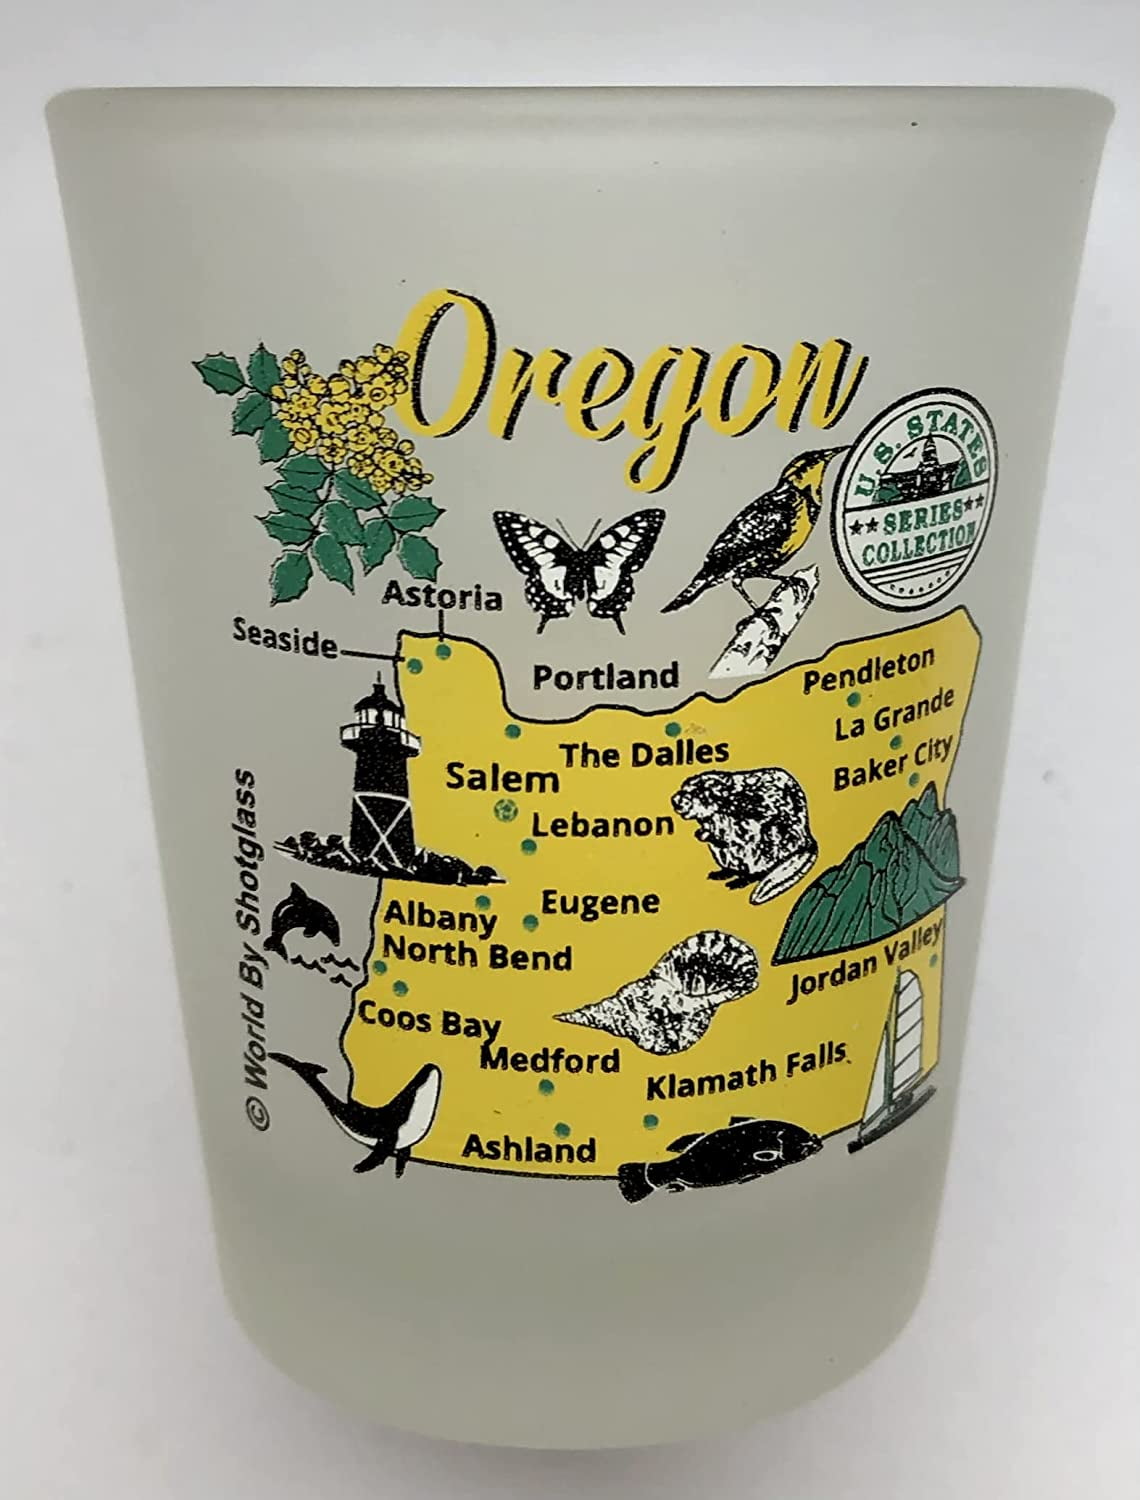 Oregon
U.S. STATES
★★SERIES★★
COLLECTION
Astoria
Seaside
Portland
Pendleton
La Grande
The Dalles
Baker City
Salem
Lebanon
Albany
Eugene
North Bend
Jordan Valley
Coos Bay
Medford
Klamath Falls
Ashland
© World By Shotglass